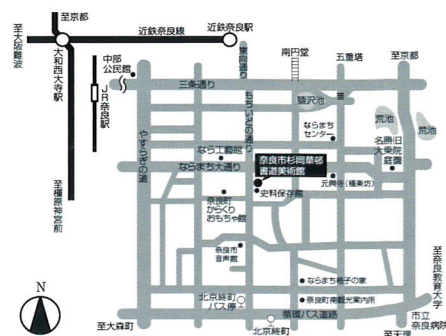 至京都
近鉄奈良線
近鉄奈良駅
至大阪難波
大和西大寺駅
中部公民館
JR奈良駅
東向通り
南円堂
五重塔
至京都
三条通り
猿沢池
荒池
荒池
やすらぎの道
もちいどの通り
ならまちセンター
名勝旧大乗院庭園
なら工藝館
ならまち大通り
奈良市杉岡華邨
書道美術館
史料保存館
元興寺(極楽坊)
奈良町
からくり
おもちゃ館
至橿原神宮前
奈良市
音声館
ならまち格子の家
奈良町南観光案内所
北京終町
バス停
循環バス道路
北京終町
至奈良教育大学
市立
奈良病院
至天理
至大森町
N